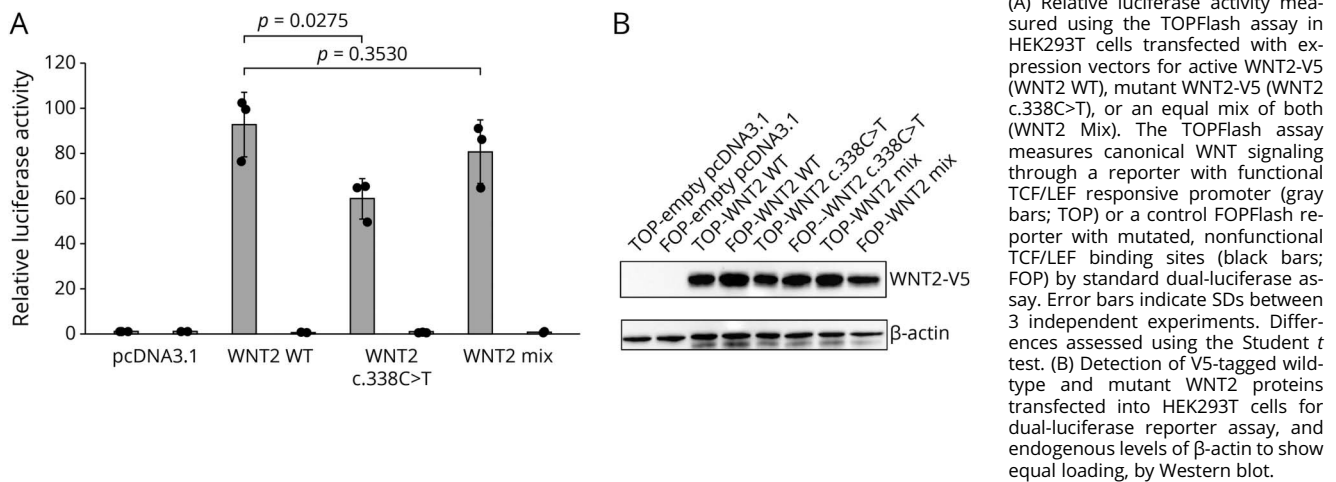 A
p = 0.0275
p = 0.3530
Relative luciferase activity
120
100
80
60
40
20
0
pcDNA3.1
WNT2 WT
WNT2
c.338C>T
WNT2 mix
B
TOP-empty pcDNA3.1
FOP-empty pcDNA3.1
TOP-WNT2 WT
FOP-WNT2 WT
TOP-WNT2 c.338C>T
FOP--WNT2 c.338C>T
TOP-WNT2 mix
FOP-WNT2 mix
WNT2-V5
β-actin
(A) Relative luciferase activity mea-
sured using the TOPFlash assay in
HEK293T cells transfected with ex-
pression vectors for active WNT2-V5
(WNT2 WT), mutant WNT2-V5 (WNT2
c.338C>T), or an equal mix of both
(WNT2 Mix). The TOPFlash assay
measures canonical WNT signaling
through a reporter with functional
TCF/LEF responsive promoter (gray
bars; TOP) or a control FOPFlash re-
porter with mutated, nonfunctional
TCF/LEF binding sites (black bars;
FOP) by standard dual-luciferase as-
say. Error bars indicate SDs between
3 independent experiments. Differ-
ences assessed using the Student t
test. (B) Detection of V5-tagged wild-
type and mutant WNT2 proteins
transfected into HEK293T cells for
dual-luciferase reporter assay, and
endogenous levels of β-actin to show
equal loading, by Western blot.